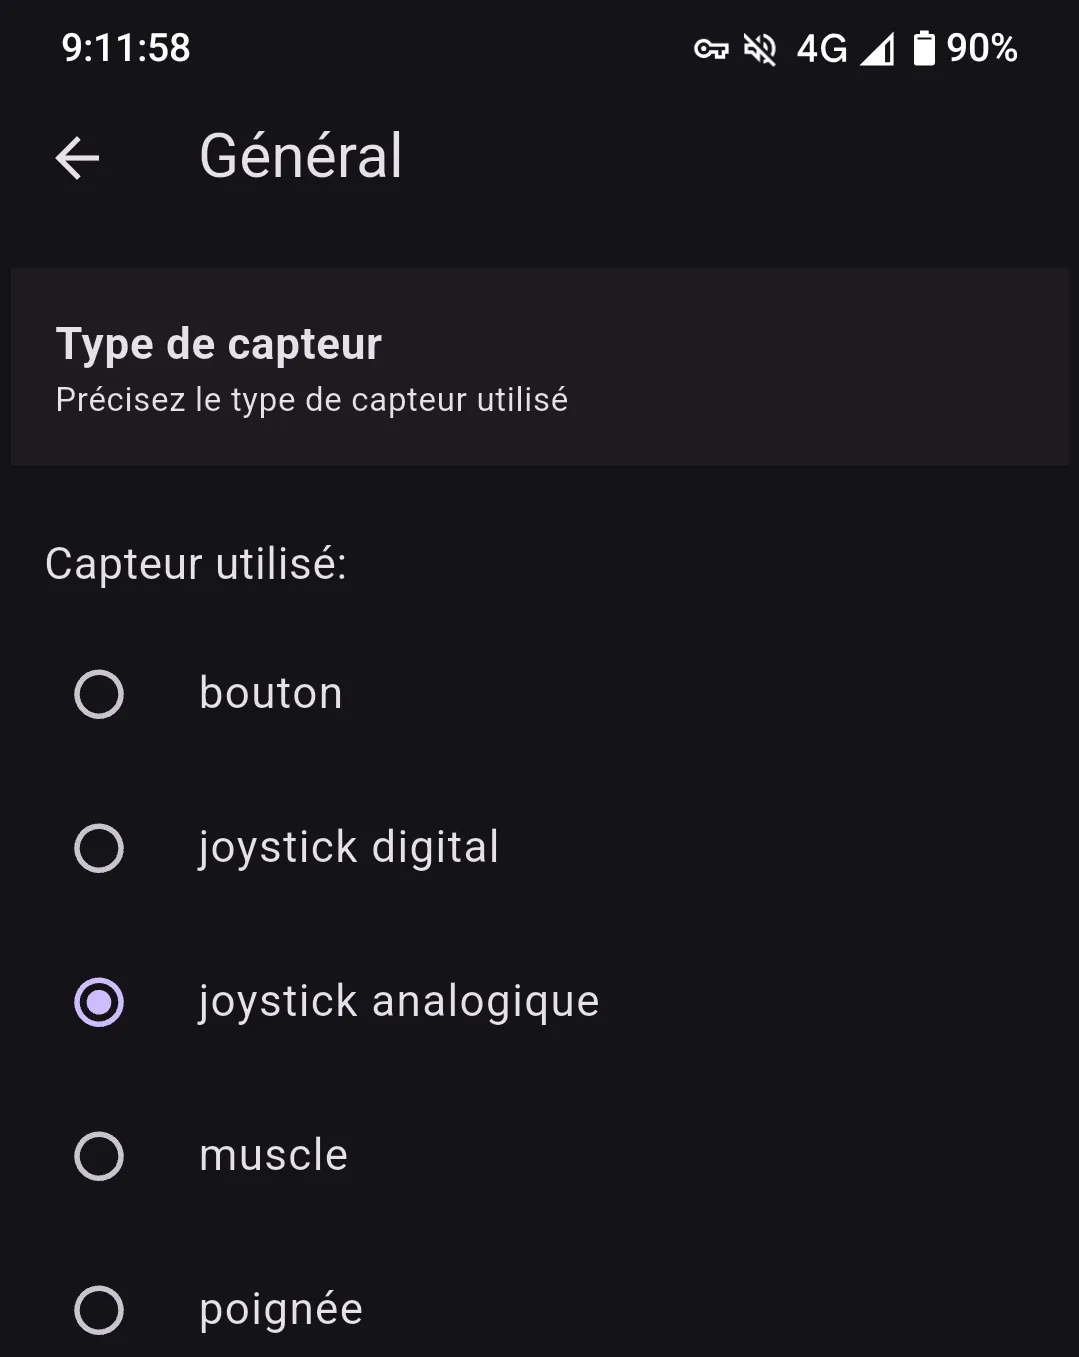 9:11:58 4G 90%
Général
Type de capteur
Précisez le type de capteur utilisé
Capteur utilisé:
bouton
joystick digital
joystick analogique
muscle
poignée